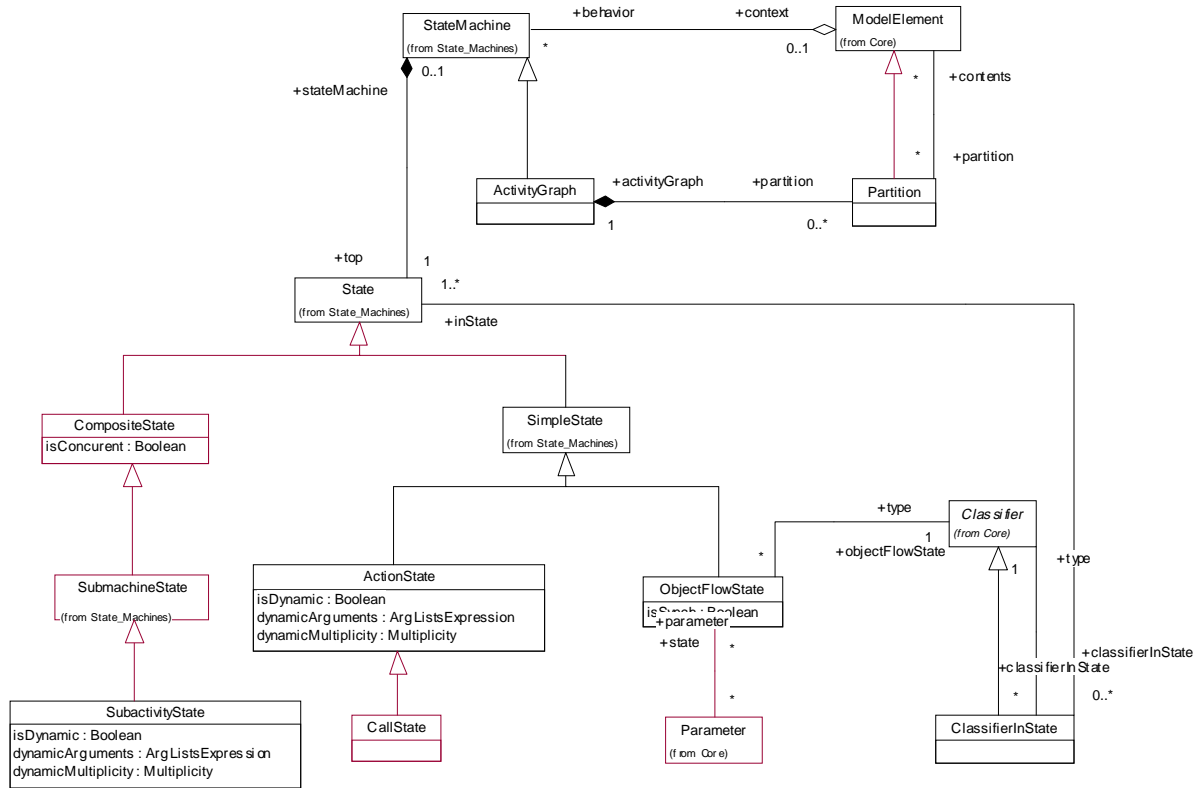 +behavior
+context
StateMachine
(from State_Machines)
*
0..1
ModelElement
(from Core)
0..1
+stateMachine
*
+contents
*
+partition
ActivityGraph
+activityGraph
1
+partition
0..*
Partition
+top
1
1..*
State
(from State_Machines)
+inState
CompositeState
isConcurent : Boolean
SimpleState
(from State_Machines)
+type
1
+objectFlowState
*
Classifier
(from Core)
1
+type
SubmachineState
(from State_Machines)
ActionState
isDynamic : Boolean
dynamicArguments : ArgListsExpression
dynamicMultiplicity : Multiplicity
ObjectFlowState
isSynch : Boolean
+parameter
+state
*
*
+classifierInState
+classifierInState
*
0..*
SubactivityState
isDynamic : Boolean
dynamicArguments : ArgListsExpression
dynamicMultiplicity : Multiplicity
CallState
Parameter
(from Core)
ClassifierInState